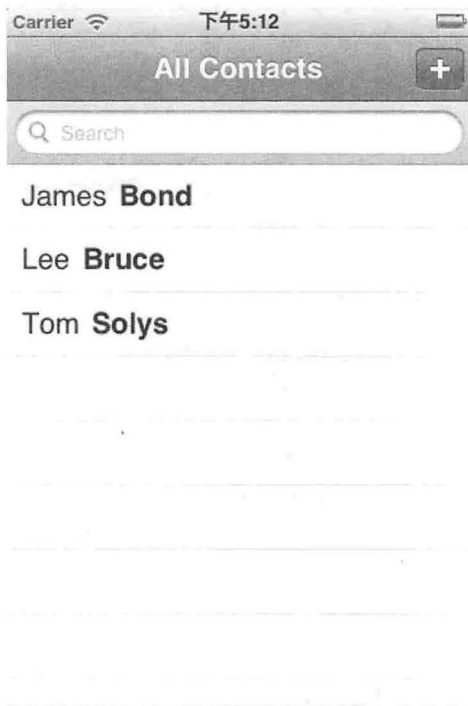 Carrier 下午5:12
All Contacts +
Search
James Bond
Lee Bruce
Tom Solys